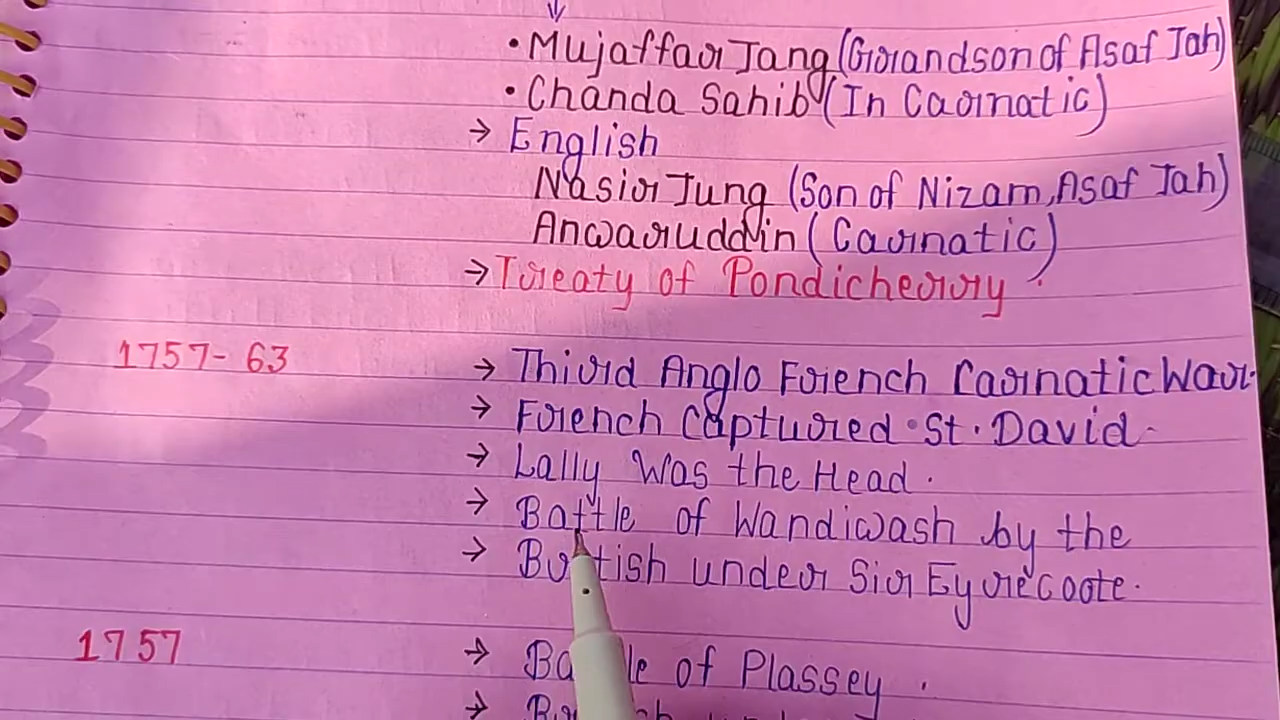 • Mujaffar Jang (Grandson of Asaf Jah)
• Chanda Sahib (In Carnatic)
→ English
Nasir Jung (Son of Nizam, Asaf Jah)
Anwaruddin (Carnatic)
→ Treaty of Pondicherry.
1757-63 → Third Anglo French Carnatic War.
→ French Captured St. David
→ Lally was the Head.
→ Battle of Wandiwash by the
→ British under Sir Eyrecoote.
1757 → Battle of Plassey.